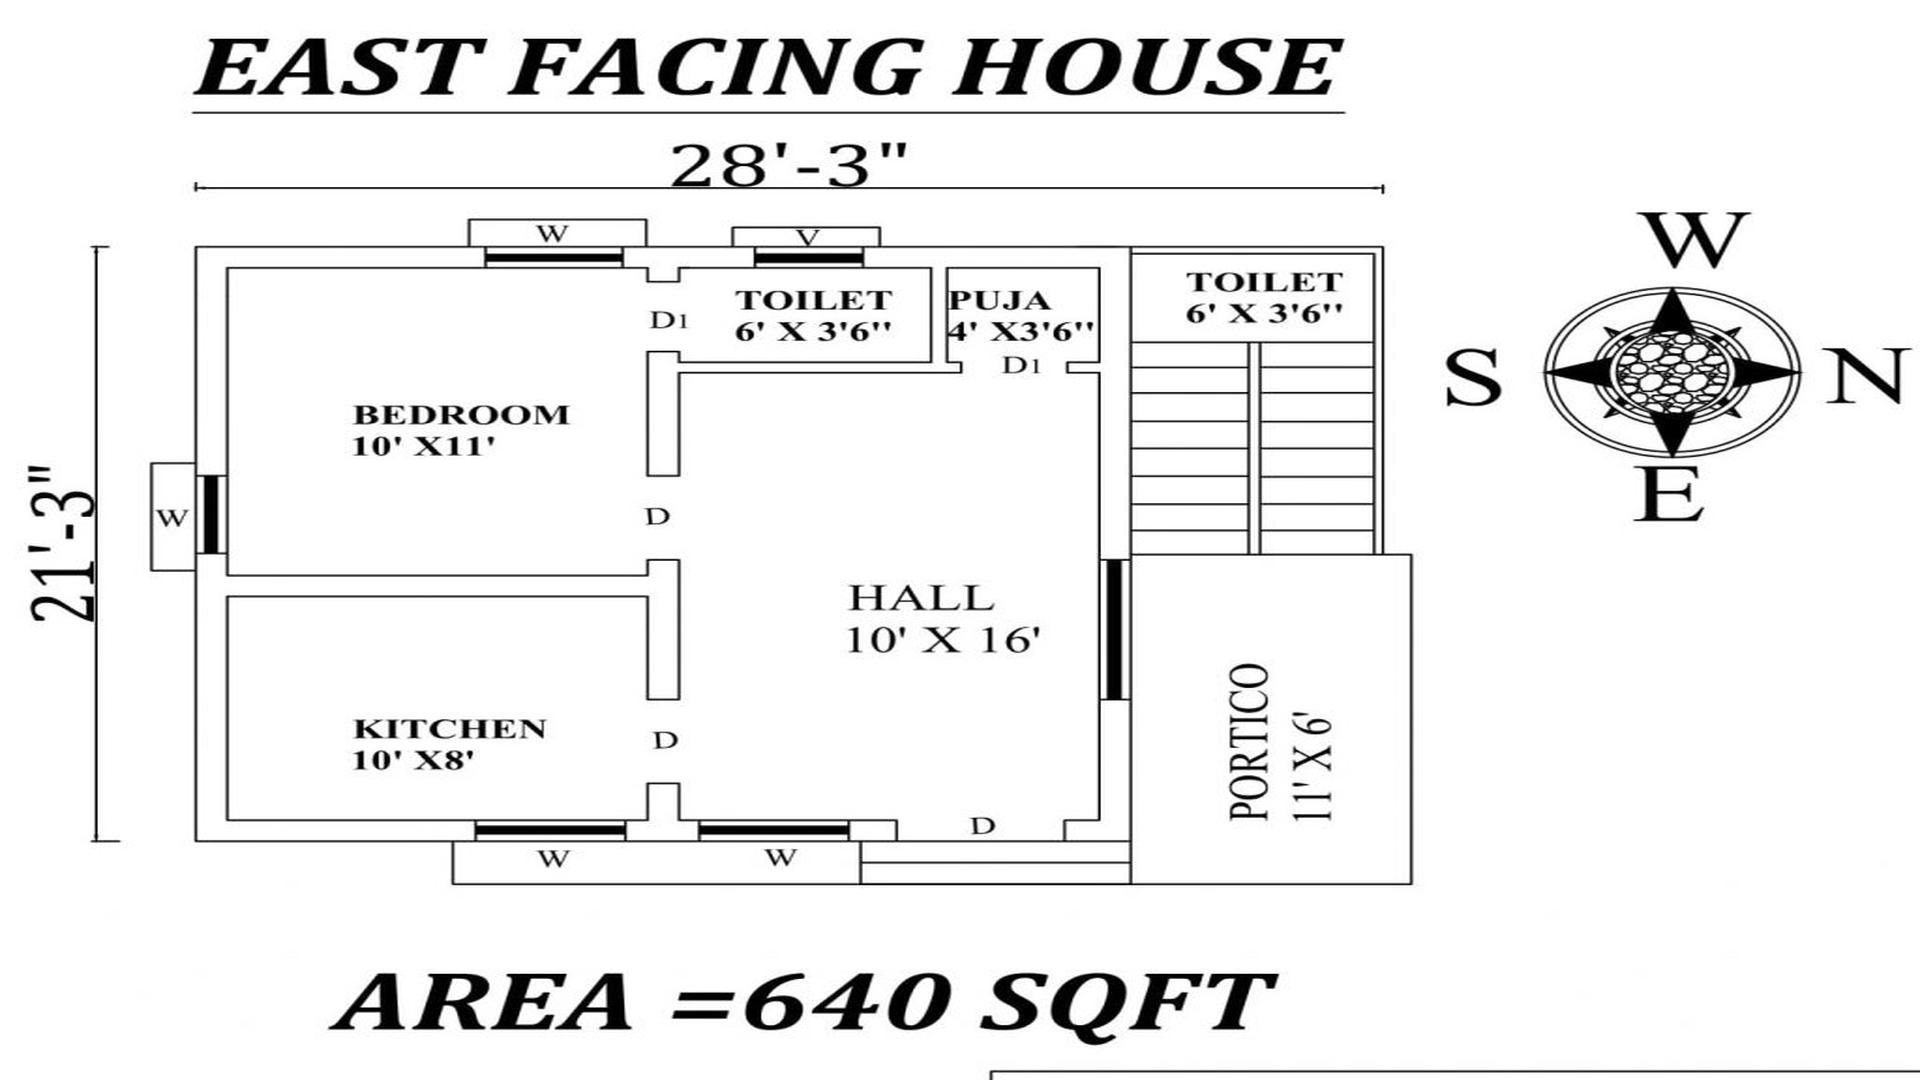 EAST FACING HOUSE
28'-3"
21'-3"
W
V
TOILET
6' X 3'6''
PUJA
4' X3'6''
D1
D1
TOILET
6' X 3'6''
W
S
N
E
BEDROOM
10' X11'
W
D
HALL
10' X 16'
KITCHEN
10' X8'
D
PORTICO
11' X 6'
D
W
W
AREA =640 SQFT